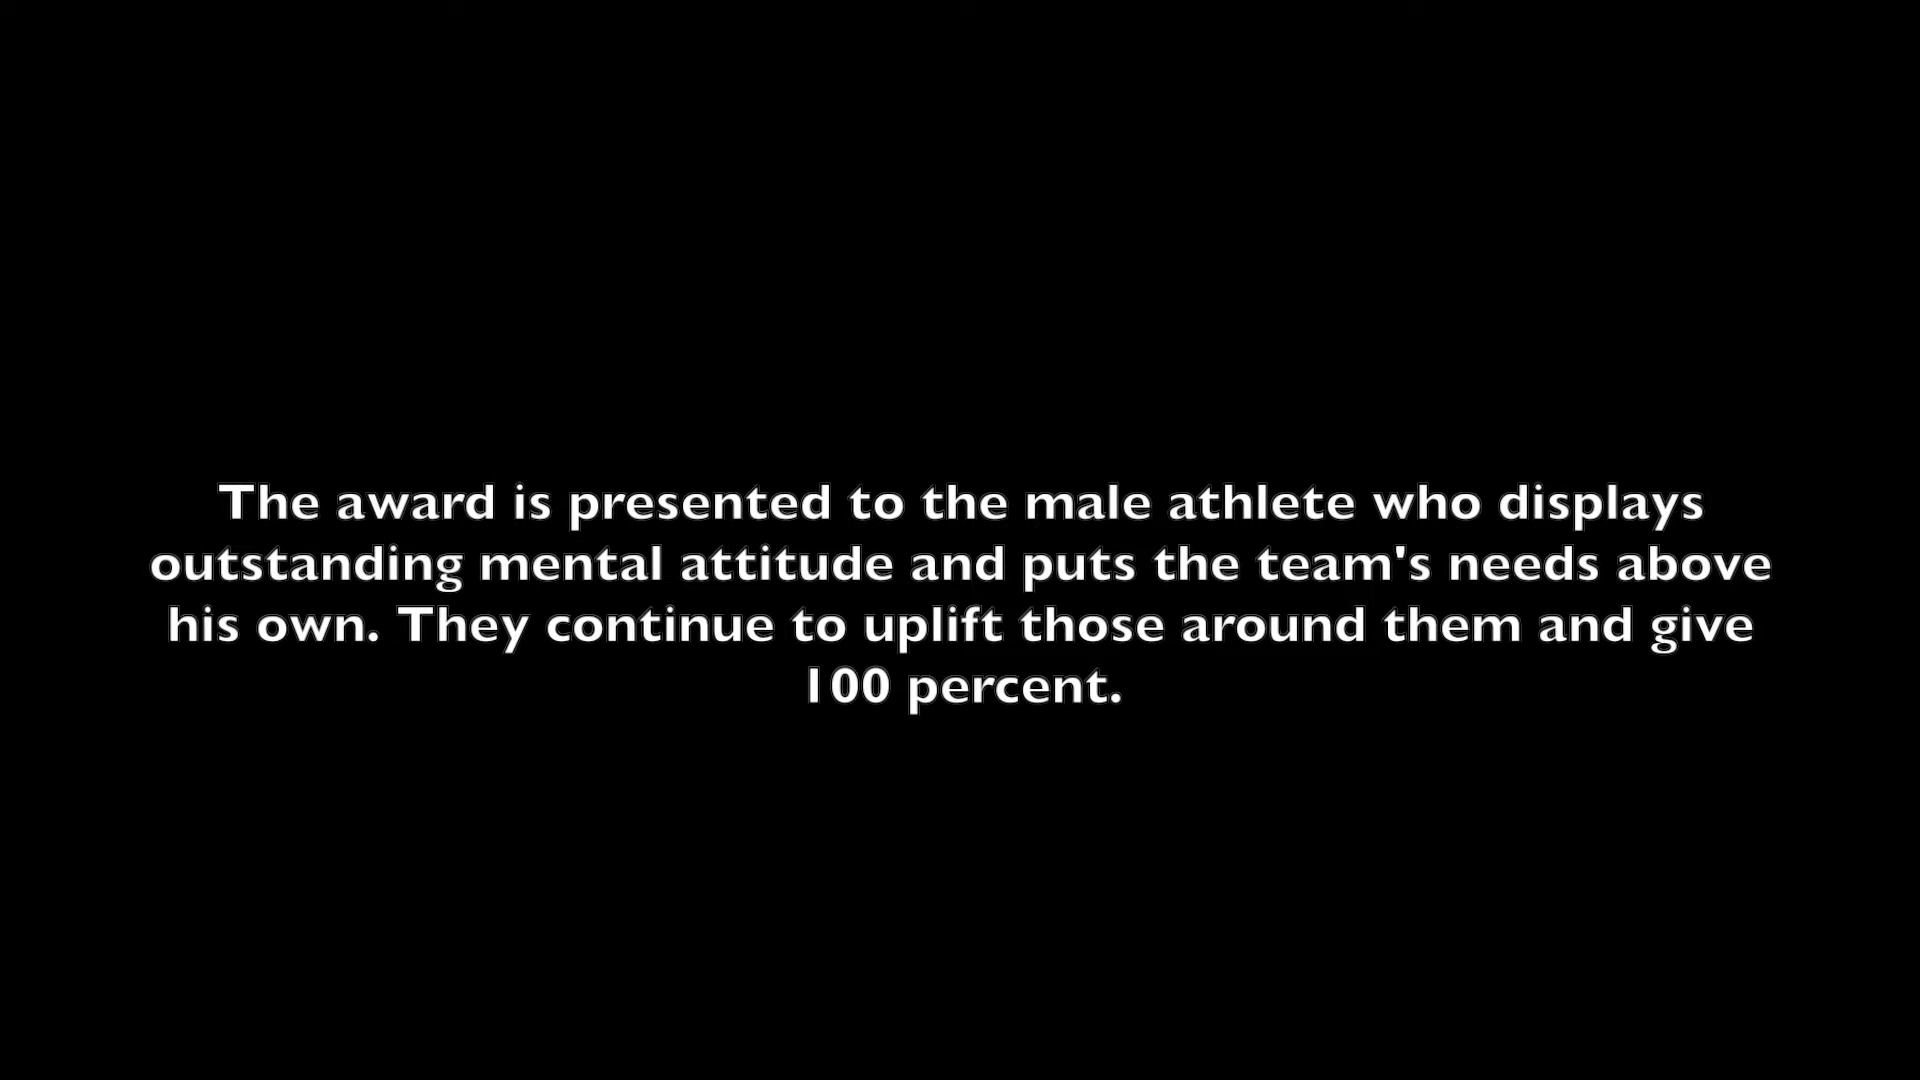 The award is presented to the male athlete who displays
outstanding mental attitude and puts the team's needs above
his own. They continue to uplift those around them and give
100 percent.